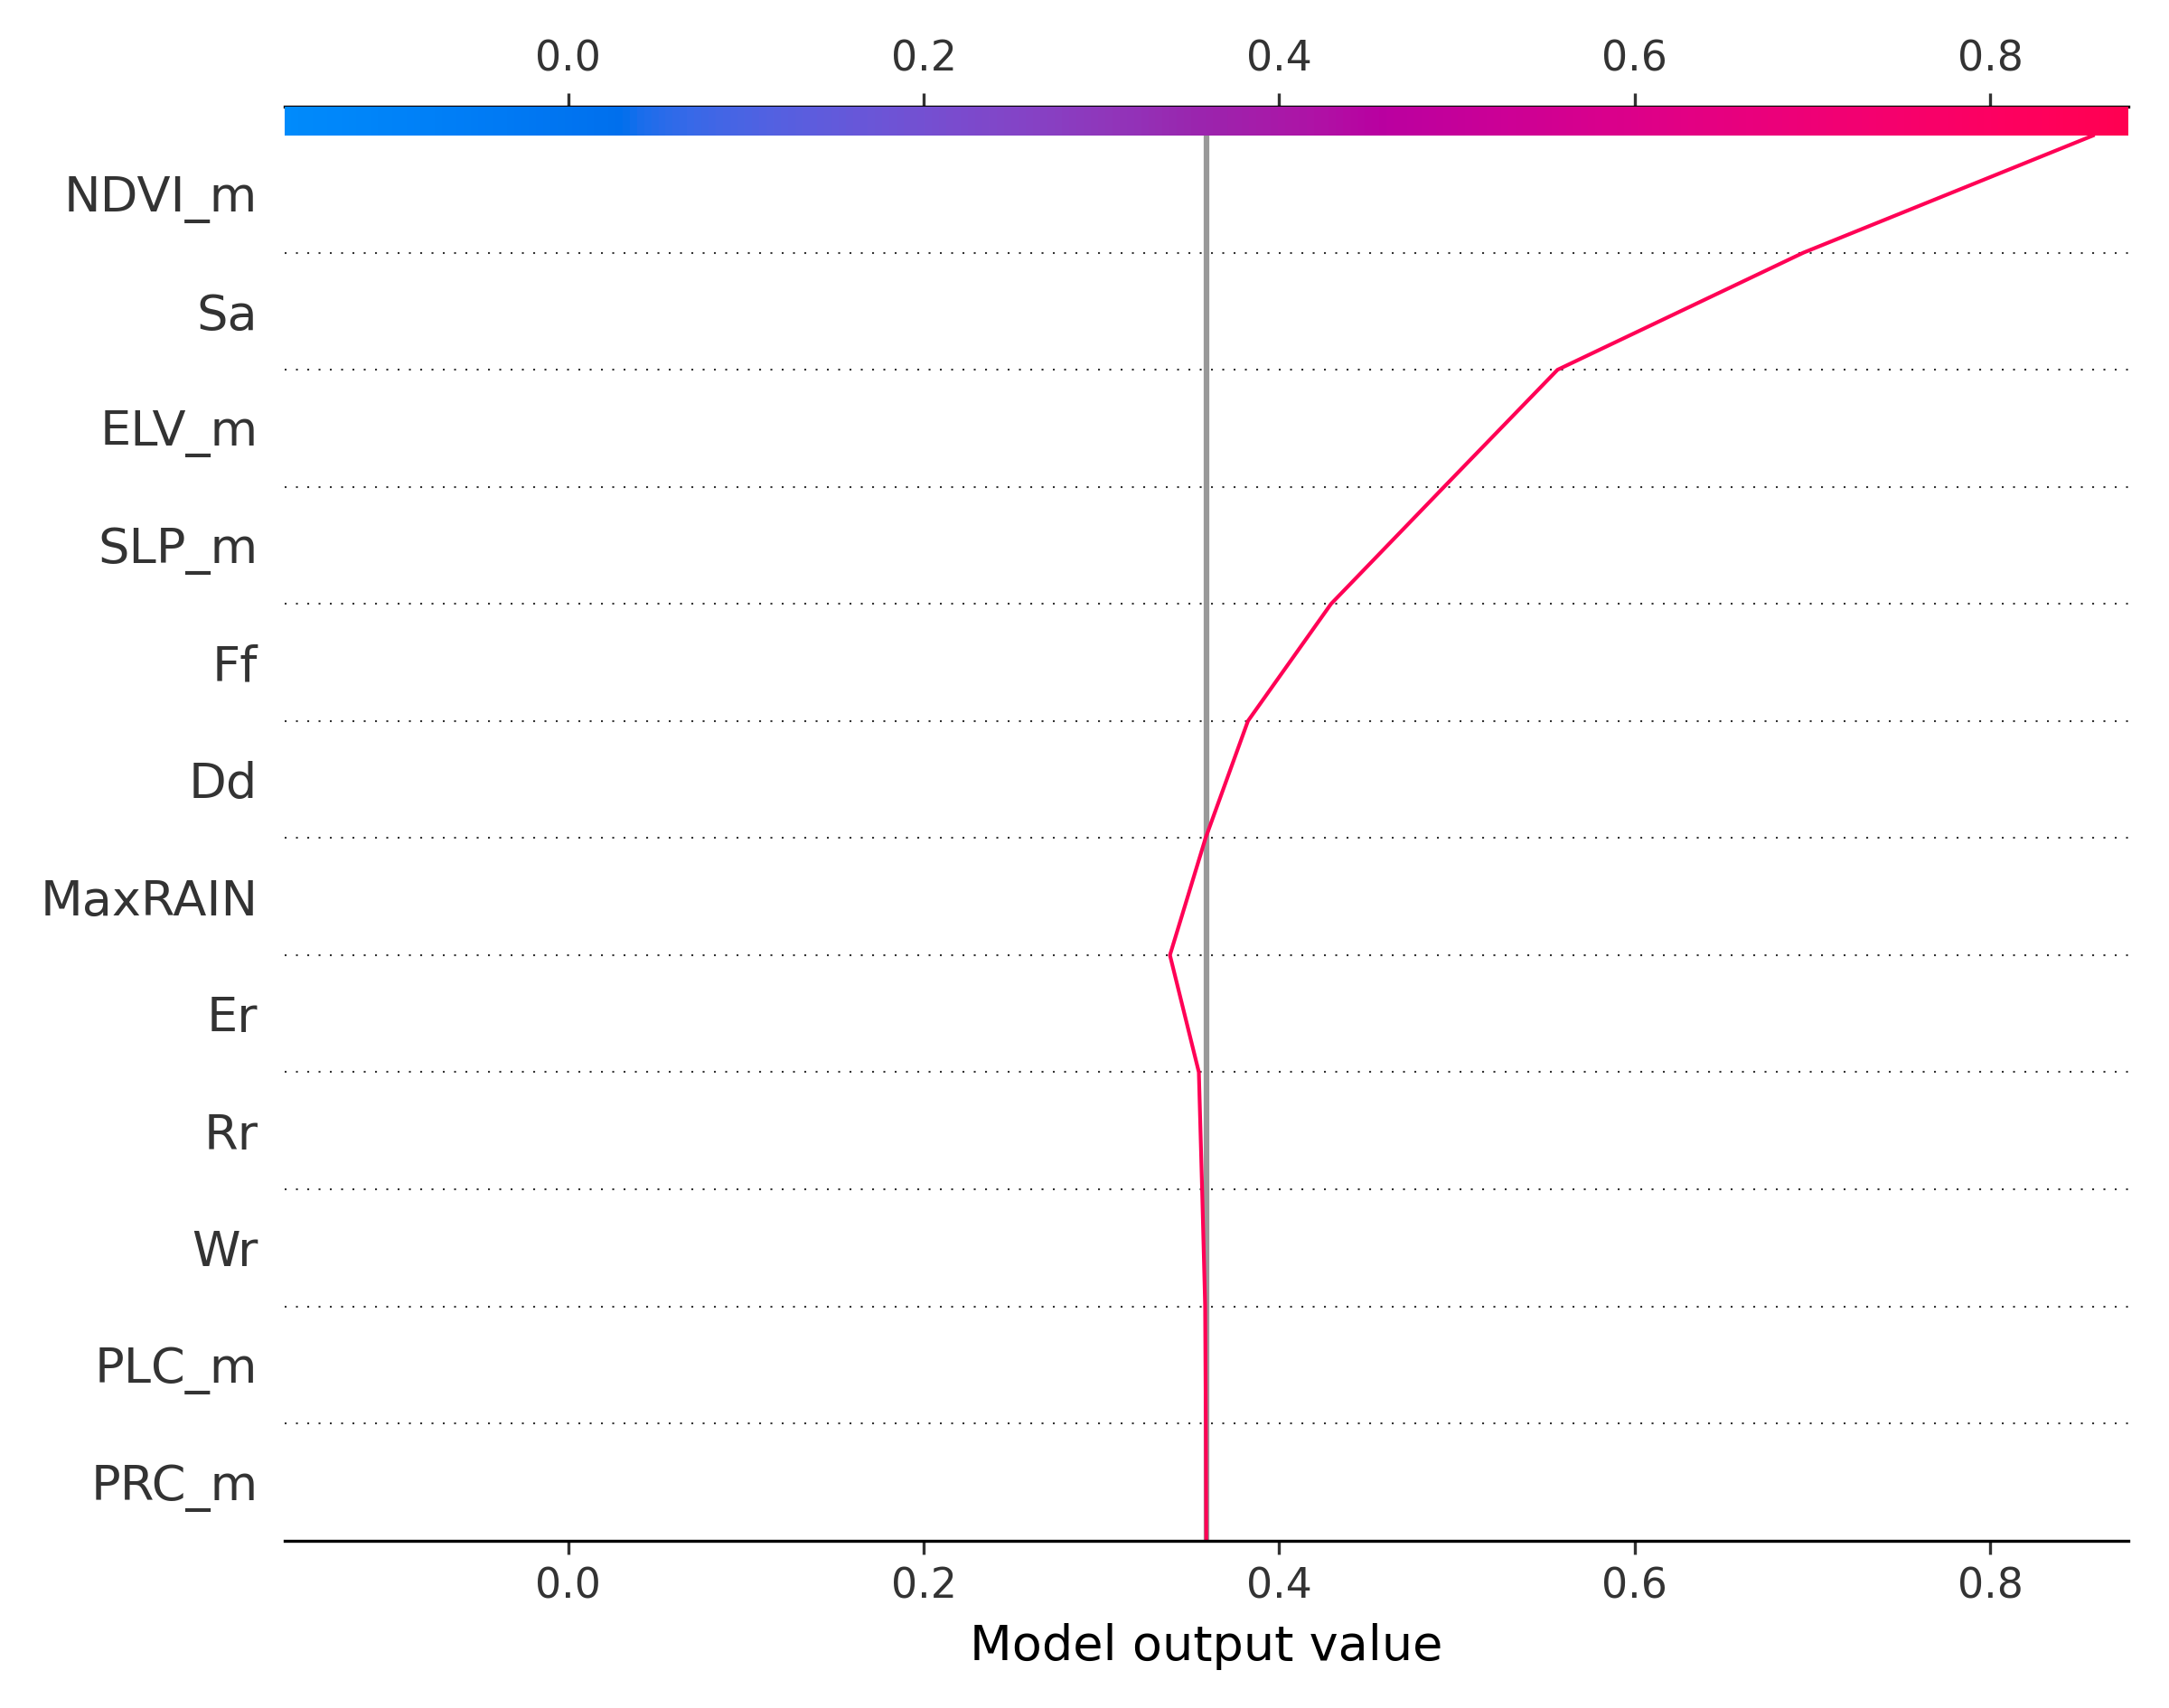 0.0 0.2 0.4 0.6 0.8
NDVI_m
Sa
ELV_m
SLP_m
Ff
Dd
MaxRAIN
Er
Rr
Wr
PLC_m
PRC_m
0.0 0.2 0.4 0.6 0.8
Model output value